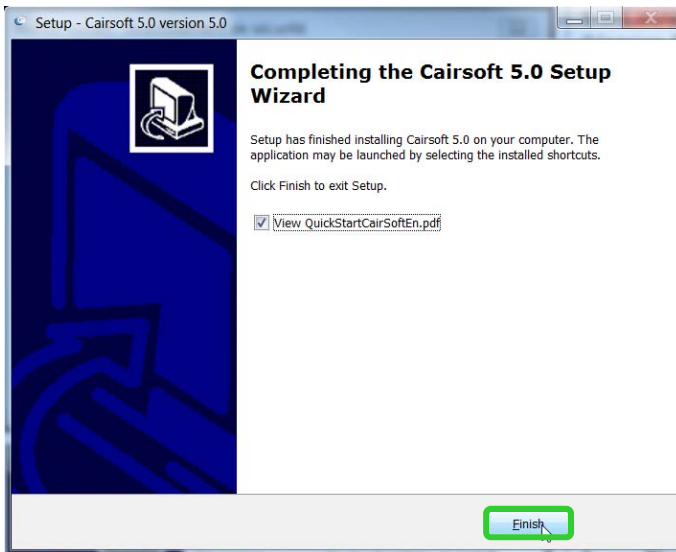 Setup - Cairsoft 5.0 version 5.0
Completing the Cairsoft 5.0 Setup
Wizard
Setup has finished installing Cairsoft 5.0 on your computer. The
application may be launched by selecting the installed shortcuts.
Click Finish to exit Setup.
View QuickStartCairSoftEn.pdf
Finish